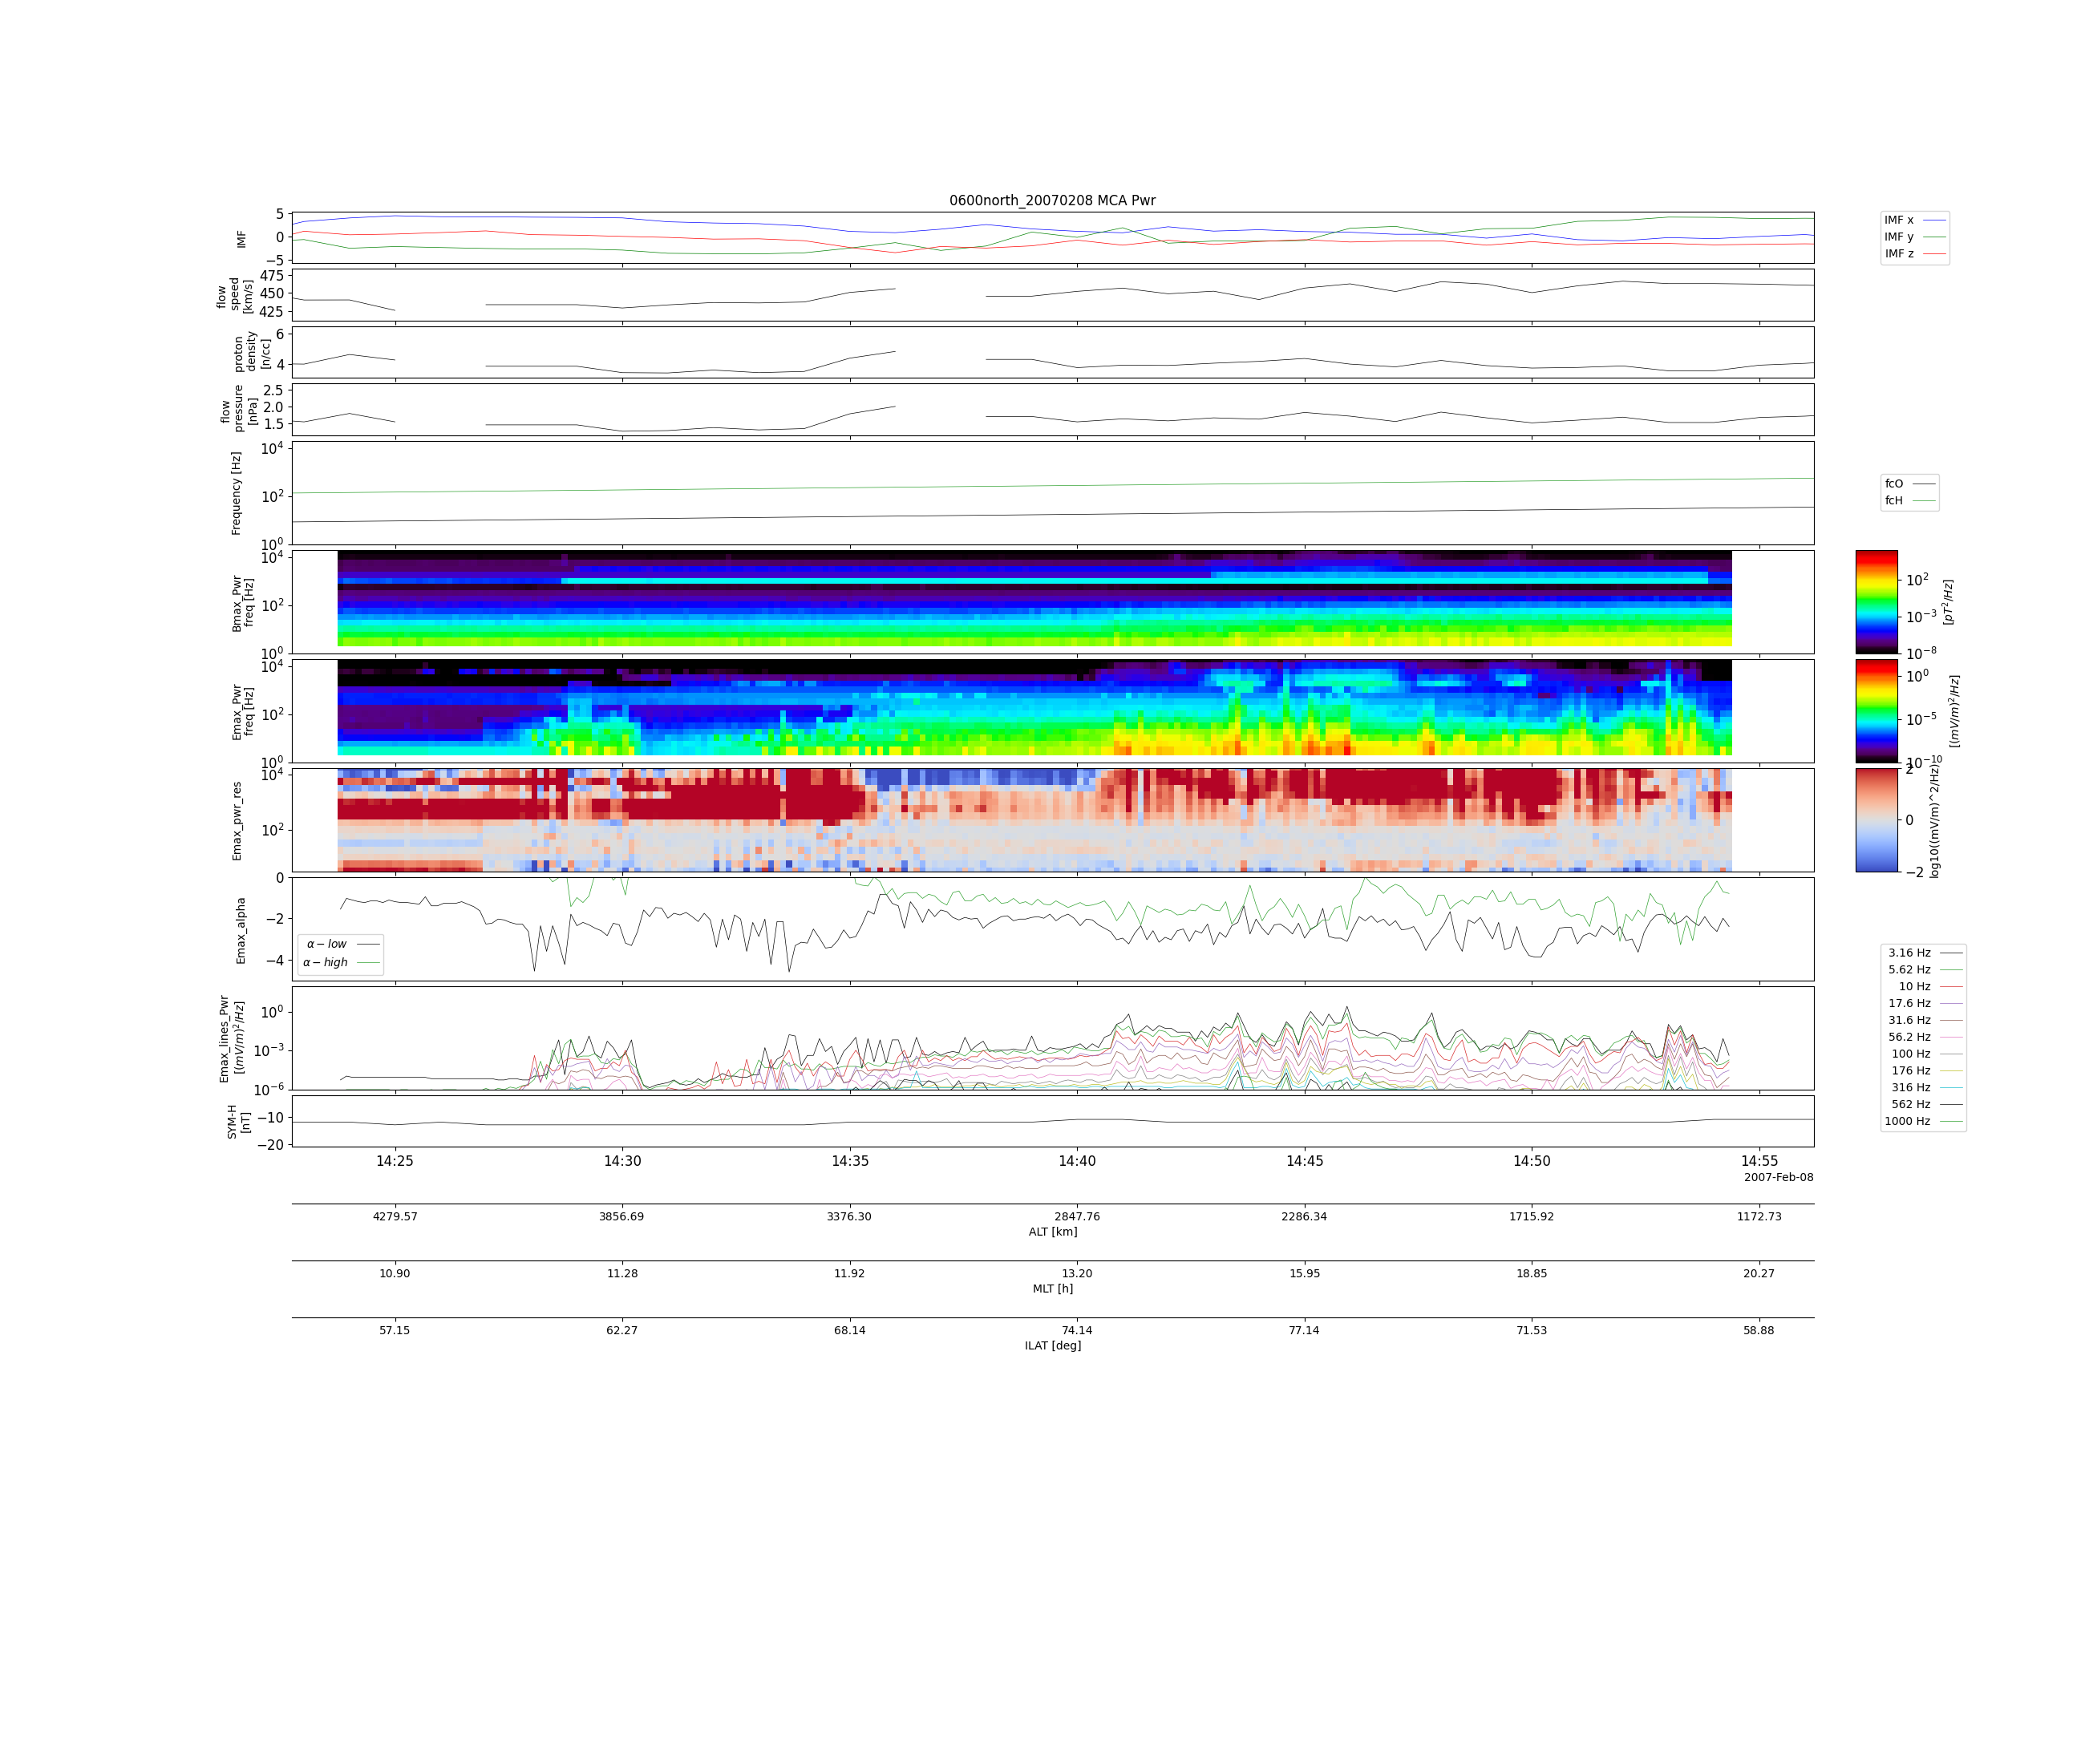 0600north_20070208 MCA Pwr
5
0
−5
IMF
IMF x
IMF y
IMF z
475
450
425
flow
speed
[km/s]
6
4
proton
density
[n/cc]
2.5
2.0
1.5
flow
pressure
[nPa]
10^4
10^2
10^0
Frequency [Hz]
fcO
fcH
10^4
10^2
10^0
Bmax_Pwr
freq [Hz]
10^2
10^−3
10^−8
[pT^2/Hz]
10^4
10^2
10^0
Emax_Pwr
freq [Hz]
10^0
10^−5
10^−10
[(mV/m)^2/Hz]
10^4
10^2
Emax_pwr_res
2
0
−2
log10((mV/m)^2/Hz)
0
−2
−4
Emax_alpha
α − low
α − high
10^0
10^−3
10^−6
Emax_lines_Pwr
[(mV/m)^2/Hz]
3.16 Hz
5.62 Hz
10 Hz
17.6 Hz
31.6 Hz
56.2 Hz
100 Hz
176 Hz
316 Hz
562 Hz
1000 Hz
−10
−20
SYM-H
[nT]
14:25 14:30 14:35 14:40 14:45 14:50 14:55
2007-Feb-08
4279.57 3856.69 3376.30 2847.76 2286.34 1715.92 1172.73
ALT [km]
10.90 11.28 11.92 13.20 15.95 18.85 20.27
MLT [h]
57.15 62.27 68.14 74.14 77.14 71.53 58.88
ILAT [deg]